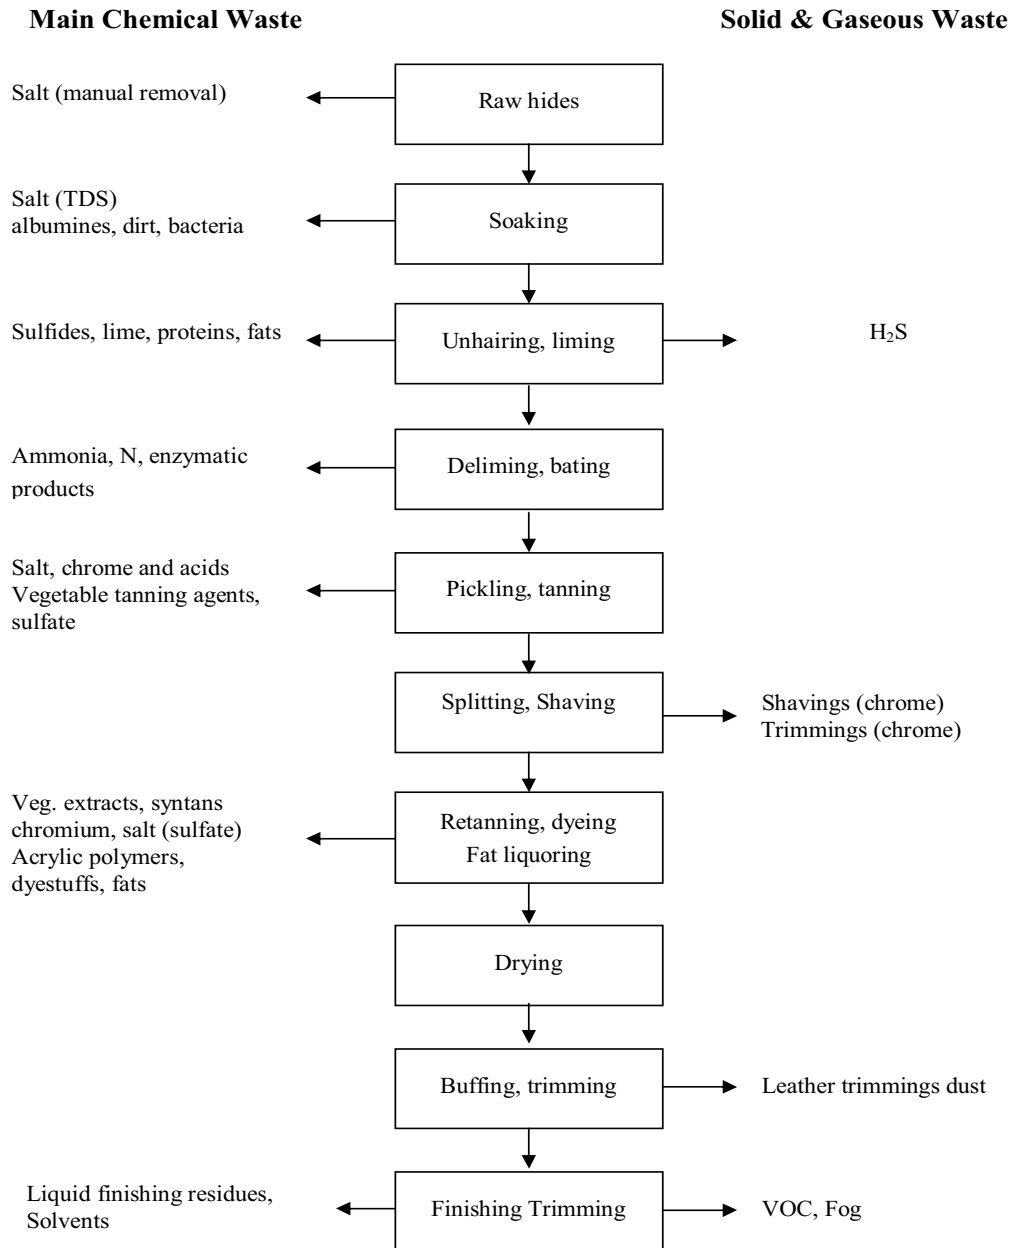 Main Chemical Waste
Solid & Gaseous Waste
Salt (manual removal)
Raw hides
Salt (TDS)
albumines, dirt, bacteria
Soaking
Sulfides, lime, proteins, fats
Unhairing, liming
H₂S
Ammonia, N, enzymatic
products
Deliming, bating
Salt, chrome and acids
Vegetable tanning agents,
sulfate
Pickling, tanning
Splitting, Shaving
Shavings (chrome)
Trimmings (chrome)
Veg. extracts, syntans
chromium, salt (sulfate)
Acrylic polymers,
dyestuffs, fats
Retanning, dyeing
Fat liquoring
Drying
Buffing, trimming
Leather trimmings dust
Liquid finishing residues,
Solvents
Finishing Trimming
VOC, Fog